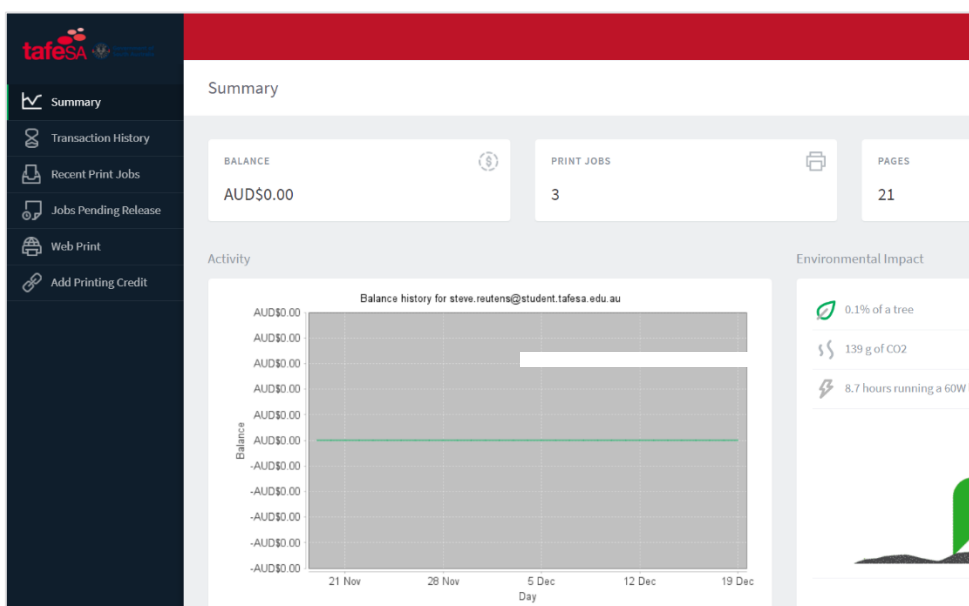 tafeSA
Summary
Transaction History
Recent Print Jobs
Jobs Pending Release
Web Print
Add Printing Credit
Summary
BALANCE
AUD$0.00
PRINT JOBS
3
PAGES
21
Activity
Balance history for steve.reutens@student.tafesa.edu.au
AUD$0.00
AUD$0.00
AUD$0.00
AUD$0.00
AUD$0.00
AUD$0.00
-AUD$0.00
-AUD$0.00
-AUD$0.00
-AUD$0.00
-AUD$0.00
Balance
21 Nov 28 Nov 5 Dec 12 Dec 19 Dec
Day
Environmental Impact
0.1% of a tree
139 g of CO2
8.7 hours running a 60W